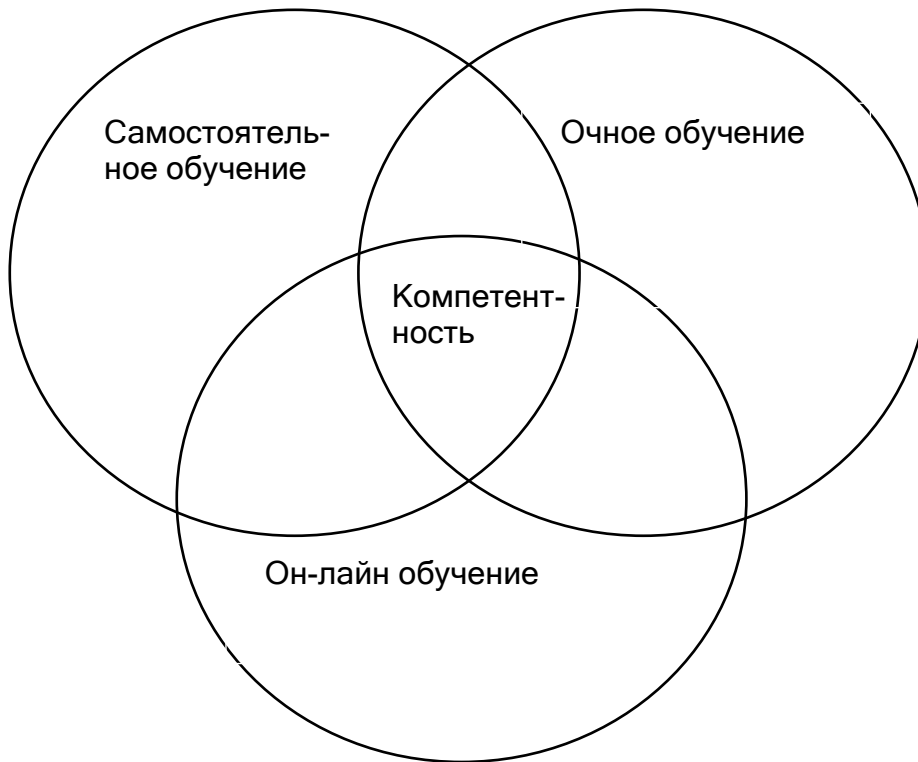 Самостоятель-
ное обучение
Очное обучение
Компетент-
ность
Он-лайн обучение